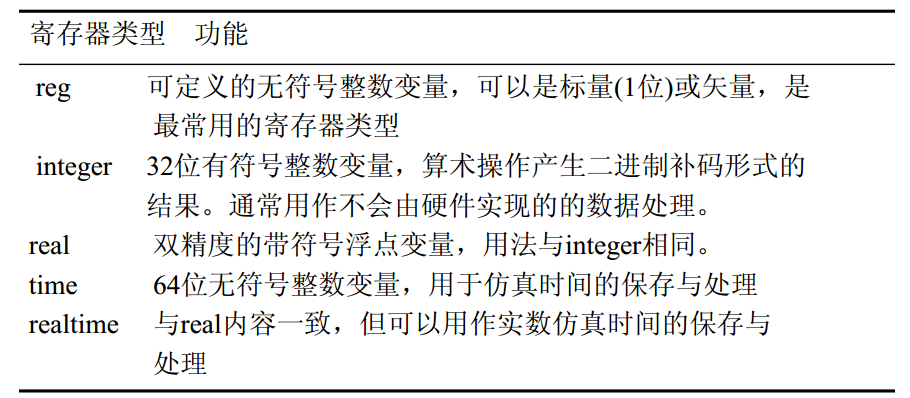 寄存器类型 功能
reg 可定义的无符号整数变量，可以是标量(1位)或矢量，是
最常用的寄存器类型
integer 32位有符号整数变量，算术操作产生二进制补码形式的
结果。通常用作不会由硬件实现的的数据处理。
real 双精度的带符号浮点变量，用法与integer相同。
time 64位无符号整数变量，用于仿真时间的保存与处理
realtime 与real内容一致，但可以用作实数仿真时间的保存与
处理